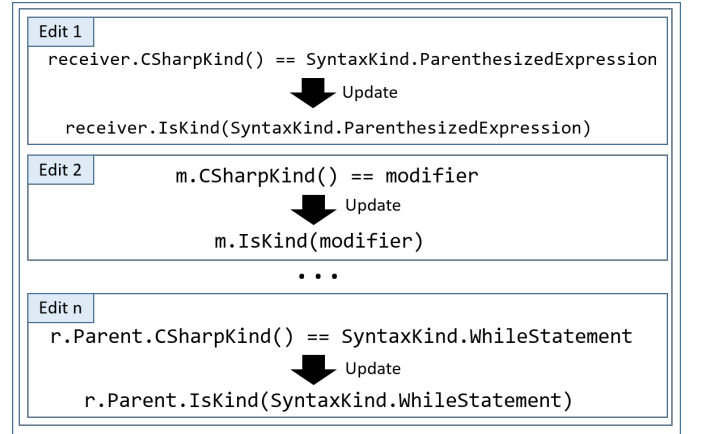 Edit 1
receiver.CSharpKind() == SyntaxKind.ParenthesizedExpression
Update
receiver.IsKind(SyntaxKind.ParenthesizedExpression)
Edit 2
m.CSharpKind() == modifier
Update
m.IsKind(modifier)
...
Edit n
r.Parent.CSharpKind() == SyntaxKind.WhileStatement
Update
r.Parent.IsKind(SyntaxKind.WhileStatement)